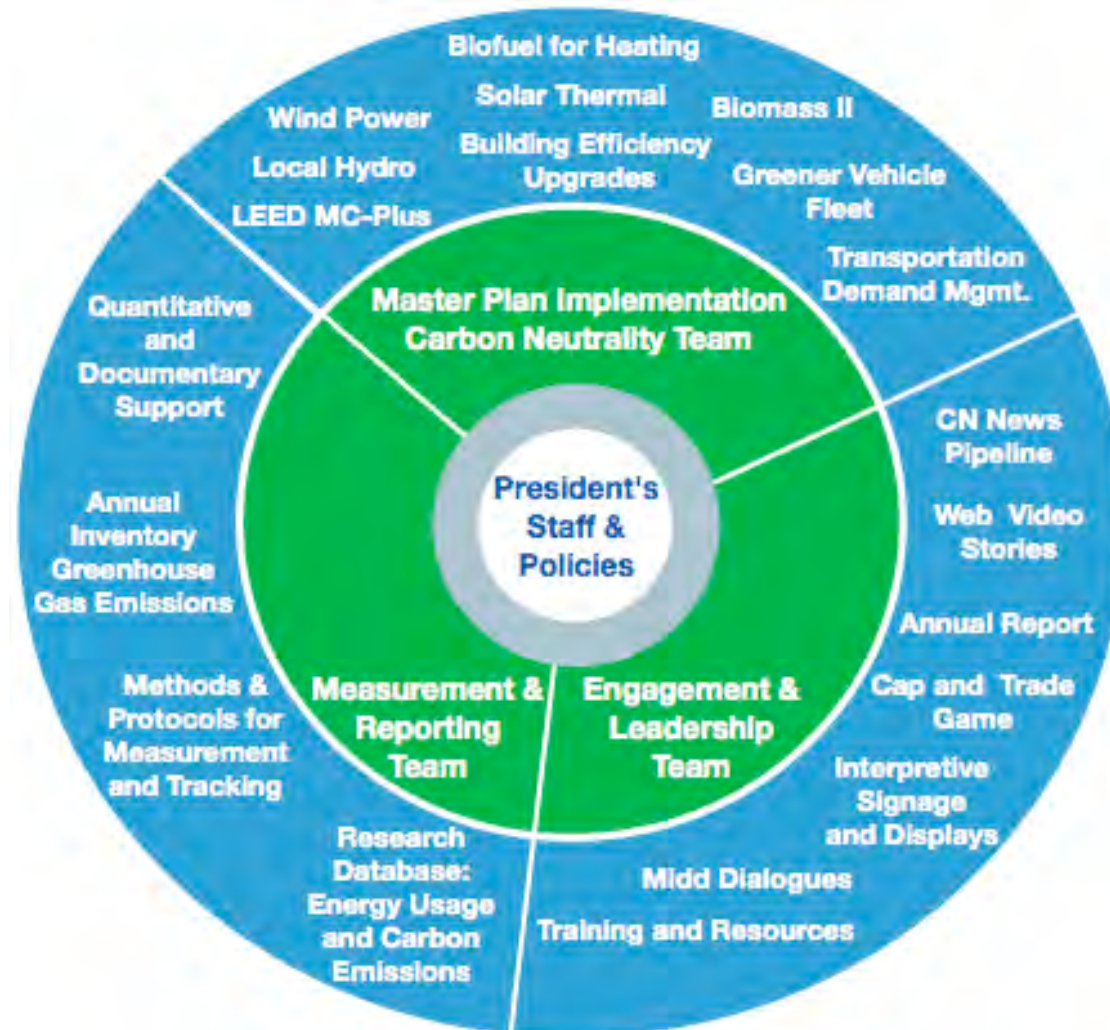 Biofuel for Heating
Solar Thermal
Building Efficiency
Upgrades
Wind Power
Local Hydro
LEED MC-Plus
Biomass II
Greener Vehicle
Fleet
Transportation
Demand Mgmt.
Master Plan Implementation
Carbon Neutrality Team
Quantitative
and
Documentary
Support
Annual
Inventory
Greenhouse
Gas Emissions
Methods &
Protocols for
Measurement
and Tracking
Research
Database:
Energy Usage
and Carbon
Emissions
Measurement &
Reporting
Team
President's
Staff &
Policies
Engagement &
Leadership
Team
CN News
Pipeline
Web Video
Stories
Annual Report
Cap and Trade
Game
Interpretive
Signage
and Displays
Midd Dialogues
Training and Resources